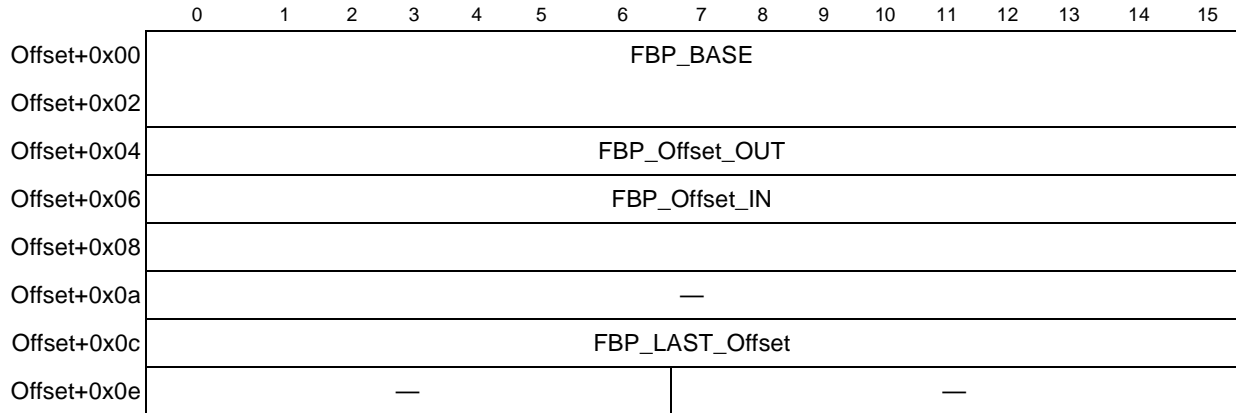 0 1 2 3 4 5 6 7 8 9 10 11 12 13 14 15
Offset+0x00 FBP_BASE
Offset+0x02
Offset+0x04 FBP_Offset_OUT
Offset+0x06 FBP_Offset_IN
Offset+0x08
Offset+0x0a —
Offset+0x0c FBP_LAST_Offset
Offset+0x0e — —